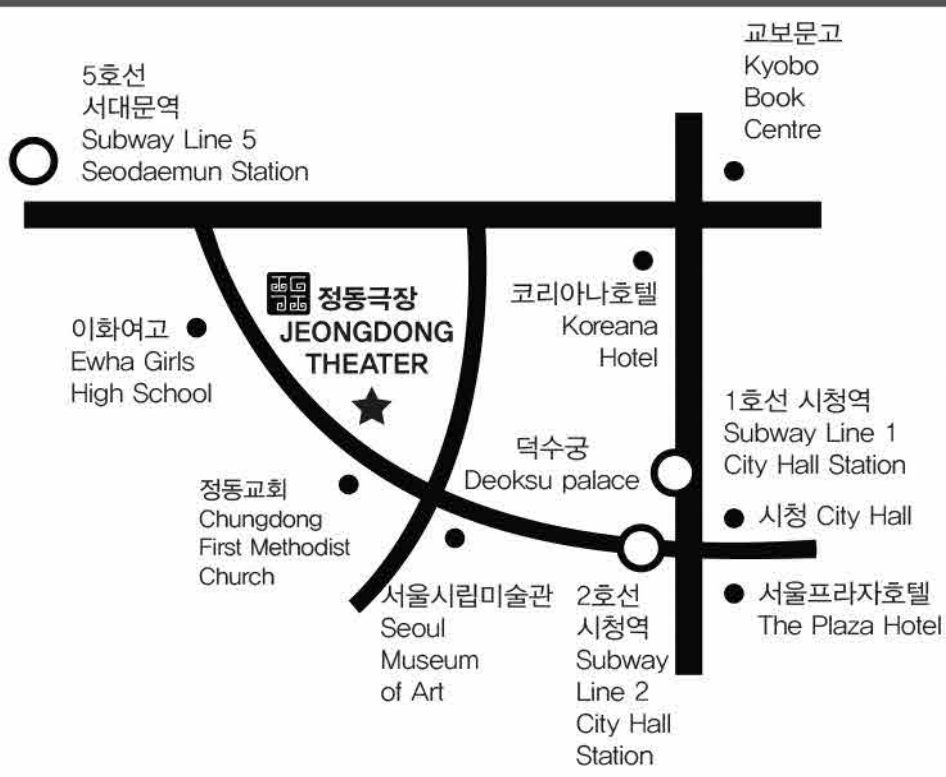 교보문고
Kyobo
Book
Centre
5호선
서대문역
Subway Line 5
Seodaemun Station
정동극장
JEONGDONG
THEATER
이화여고
Ewha Girls
High School
코리아나호텔
Koreana
Hotel
1호선 시청역
Subway Line 1
City Hall Station
덕수궁
Deoksu palace
정동교회
Chungdong
First Methodist
Church
시청 City Hall
서울시립미술관
Seoul
Museum
of Art
2호선
시청역
Subway
Line 2
City Hall
Station
서울프라자호텔
The Plaza Hotel